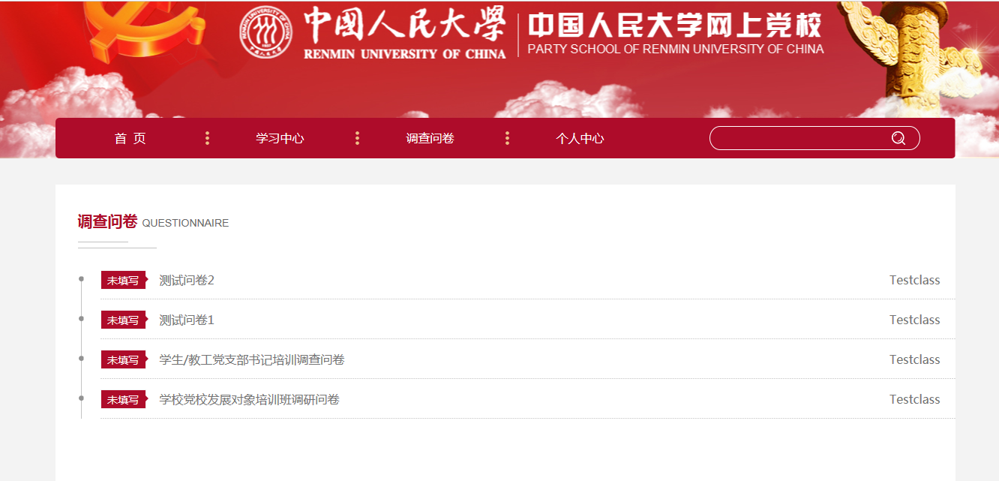 中國人民大學
RENMIN UNIVERSITY OF CHINA
中国人民大学网上党校
PARTY SCHOOL OF RENMIN UNIVERSITY OF CHINA
首 页 学习中心 调查问卷 个人中心
调查问卷 QUESTIONNAIRE
未填写 测试问卷2 Testclass
未填写 测试问卷1 Testclass
未填写 学生/教工党支部书记培训调查问卷 Testclass
未填写 学校党校发展对象培训班调研问卷 Testclass